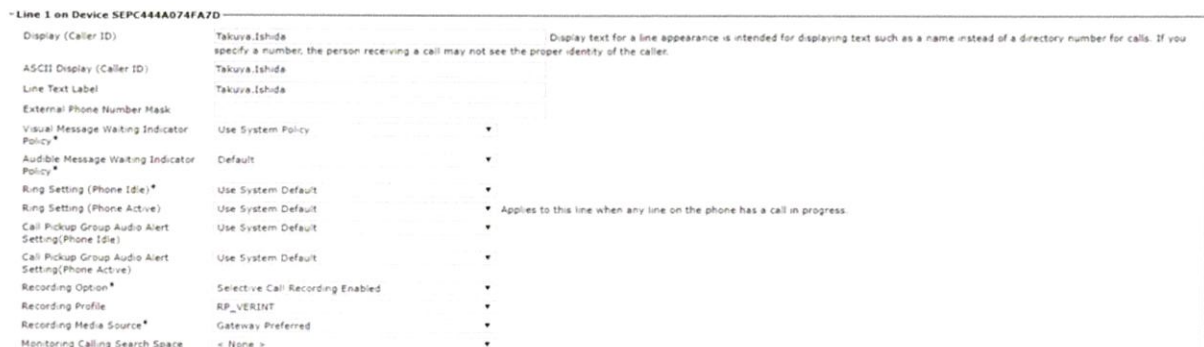 Line 1 on Device SEPC444A074FA7D
Display (Caller ID) Takuya.Ishida Display text for a line appearance is intended for displaying text such as a name instead of a directory number for calls. If you
specify a number, the person receiving a call may not see the proper identity of the caller.
ASCII Display (Caller ID) Takuya.Ishida
Line Text Label Takuya.Ishida
External Phone Number Mask
Visual Message Waiting Indicator
Policy* Use System Policy
Audible Message Waiting Indicator
Policy* Default
Ring Setting (Phone Idle)* Use System Default
Ring Setting (Phone Active) Use System Default Applies to this line when any line on the phone has a call in progress.
Call Pickup Group Audio Alert
Setting(Phone Idle) Use System Default
Call Pickup Group Audio Alert
Setting(Phone Active) Use System Default
Recording Option* Selective Call Recording Enabled
Recording Profile RP_VERINT
Recording Media Source* Gateway Preferred
Monitoring Calling Search Space < None >